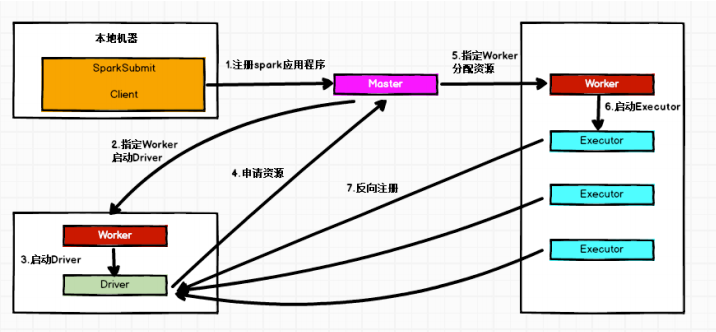 本地机器
SparkSubmit
Client
1.注册spark应用程序
Master
5.指定Worker
分配资源
Worker
6.启动Executor
Executor
2.指定Worker
启动Driver
4.申请资源
7.反向注册
Executor
Worker
3.启动Driver
Driver
Executor